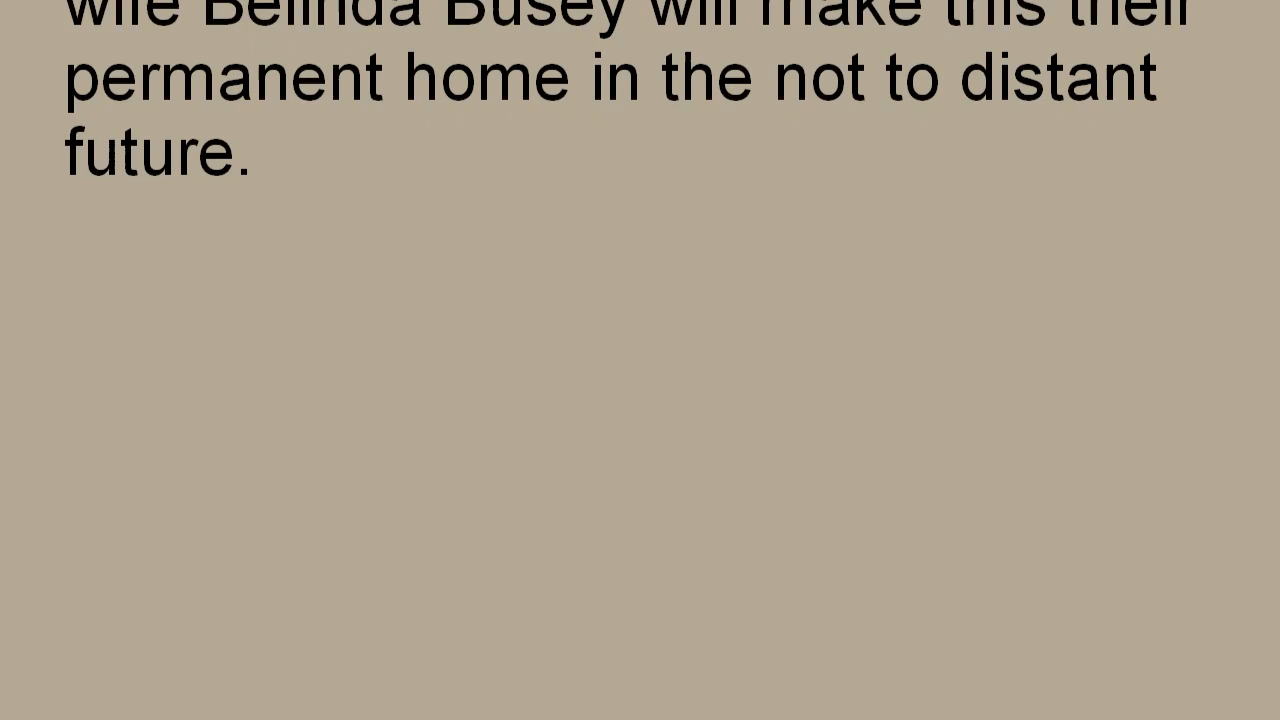 wife Belinda Busey will make this their
permanent home in the not to distant
future.